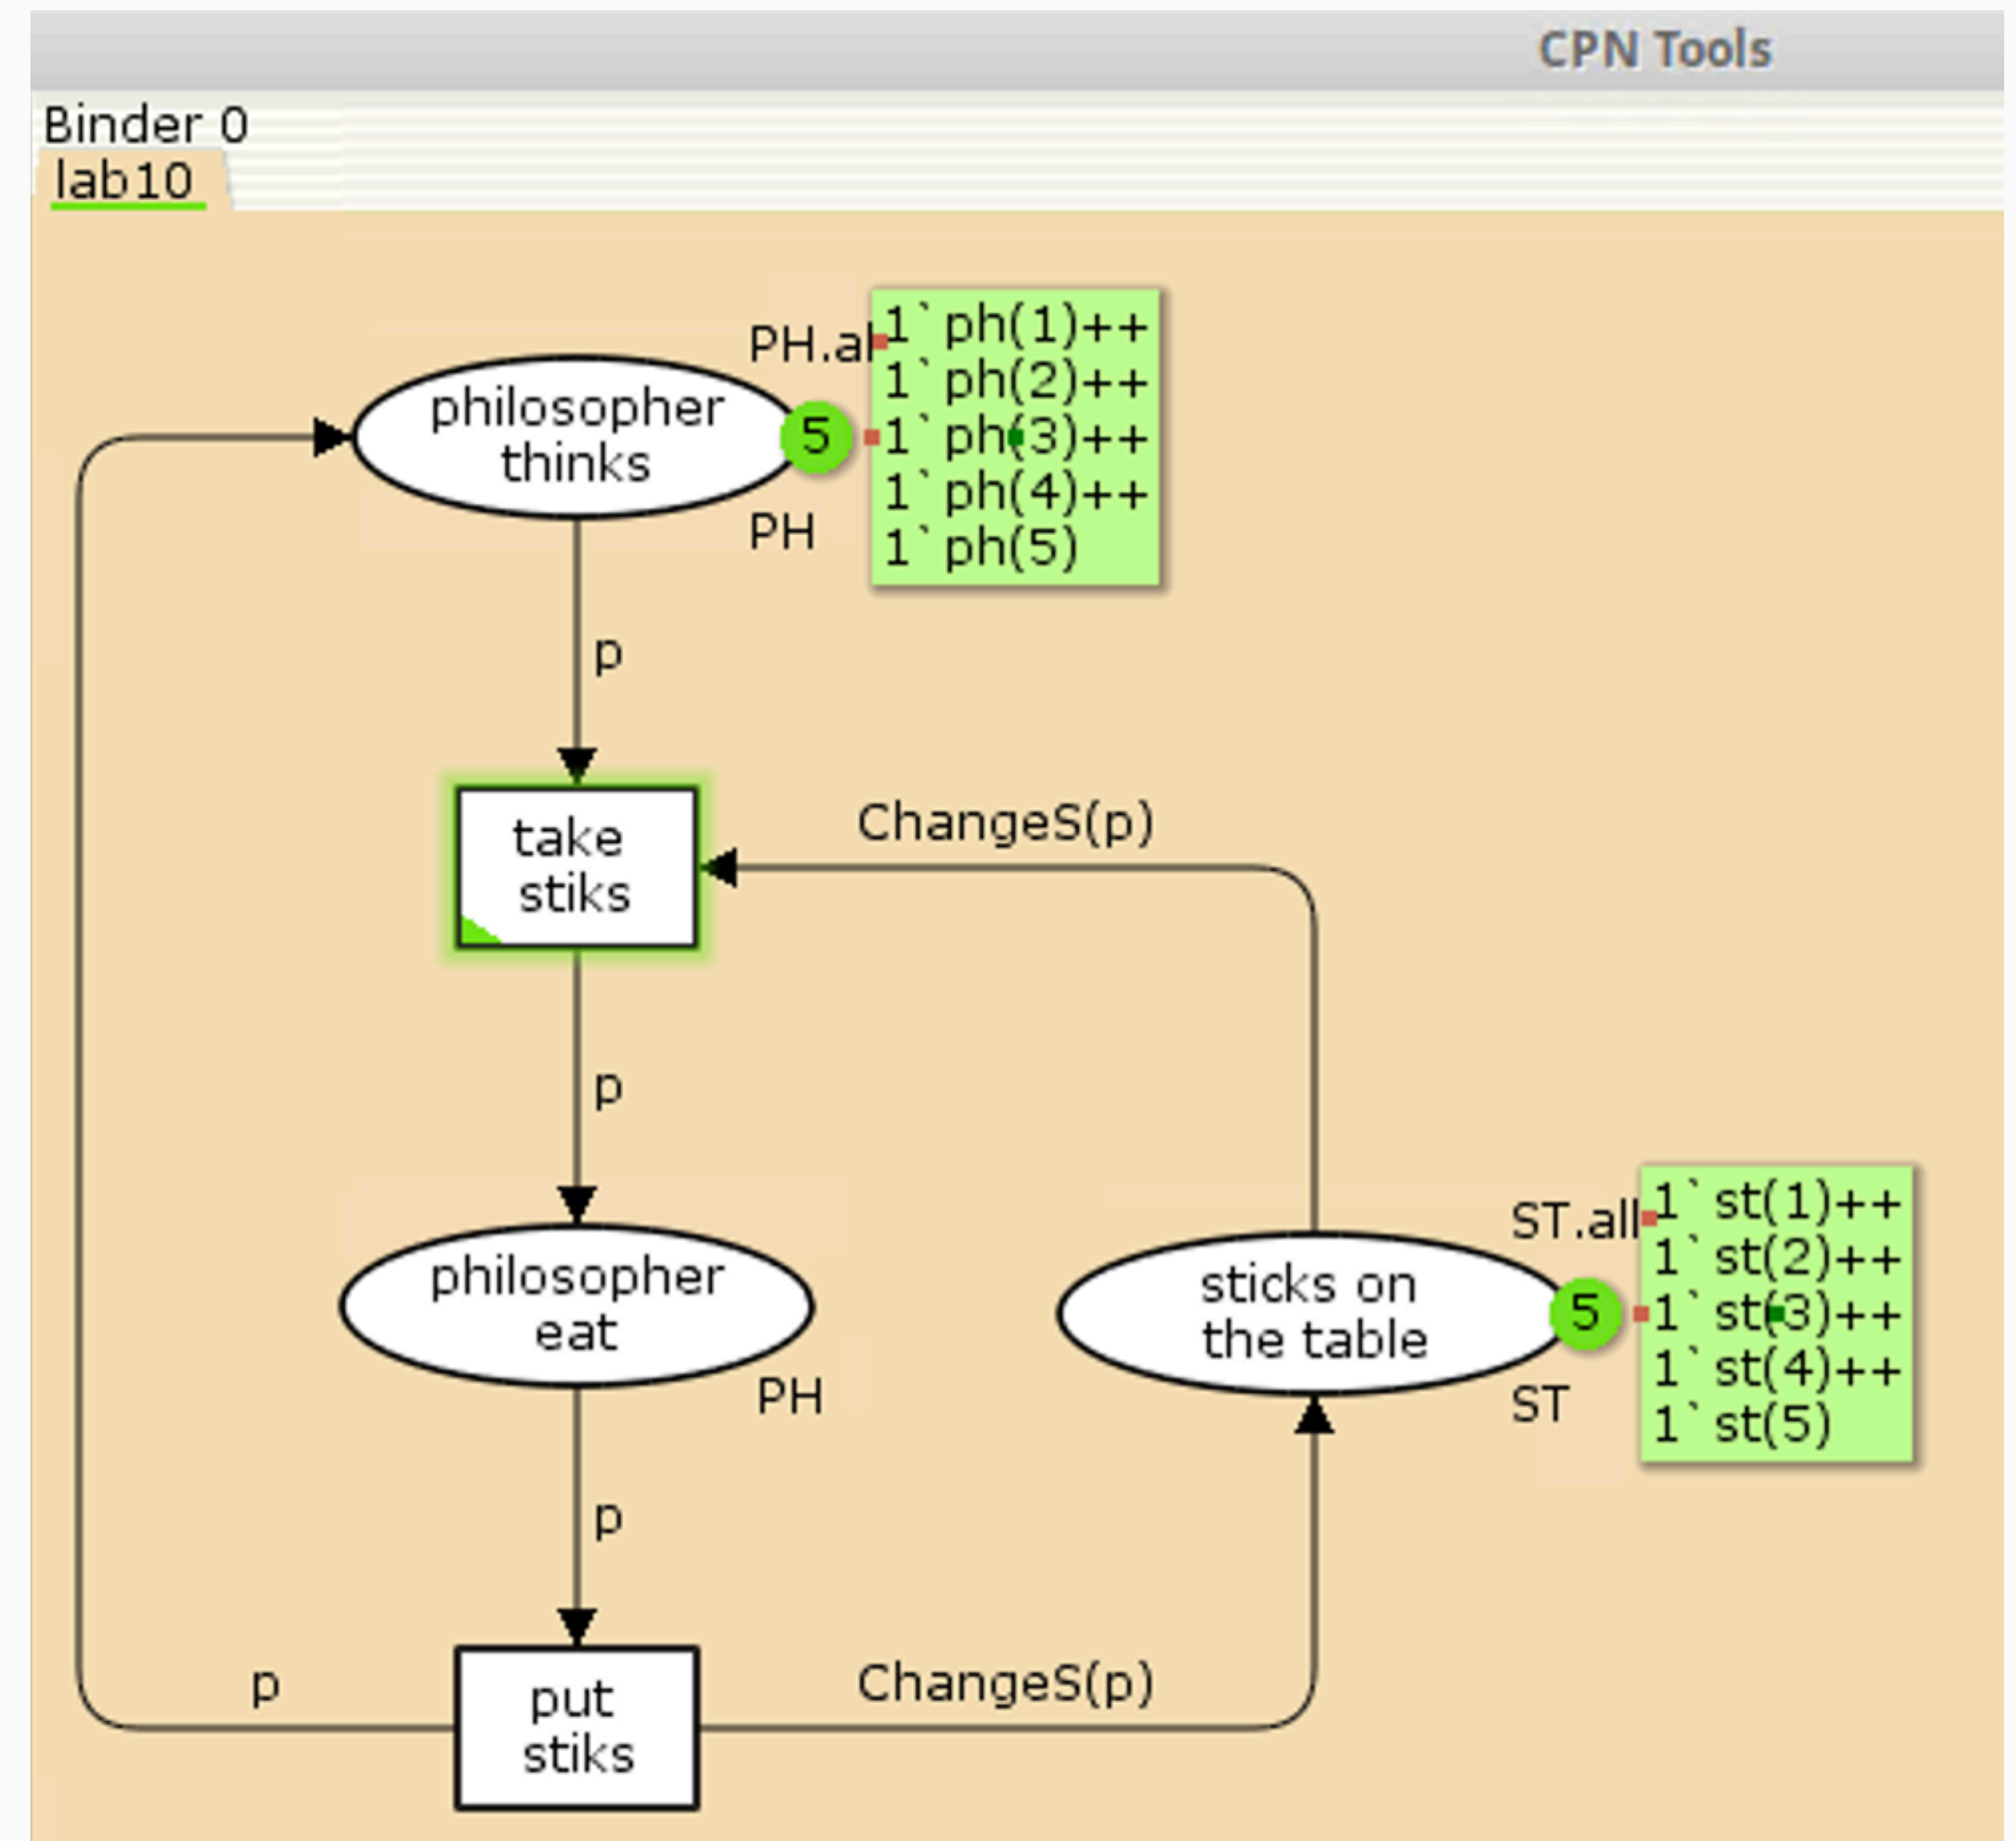 CPN Tools
Binder 0
lab10
PH.al
1`ph(1)++
1`ph(2)++
1`ph(3)++
1`ph(4)++
1`ph(5)
philosopher
thinks
5
PH
p
take
stiks
ChangeS(p)
p
philosopher
eat
PH
sticks on
the table
5
ST.all
1`st(1)++
1`st(2)++
1`st(3)++
1`st(4)++
1`st(5)
ST
p
put
stiks
p
ChangeS(p)